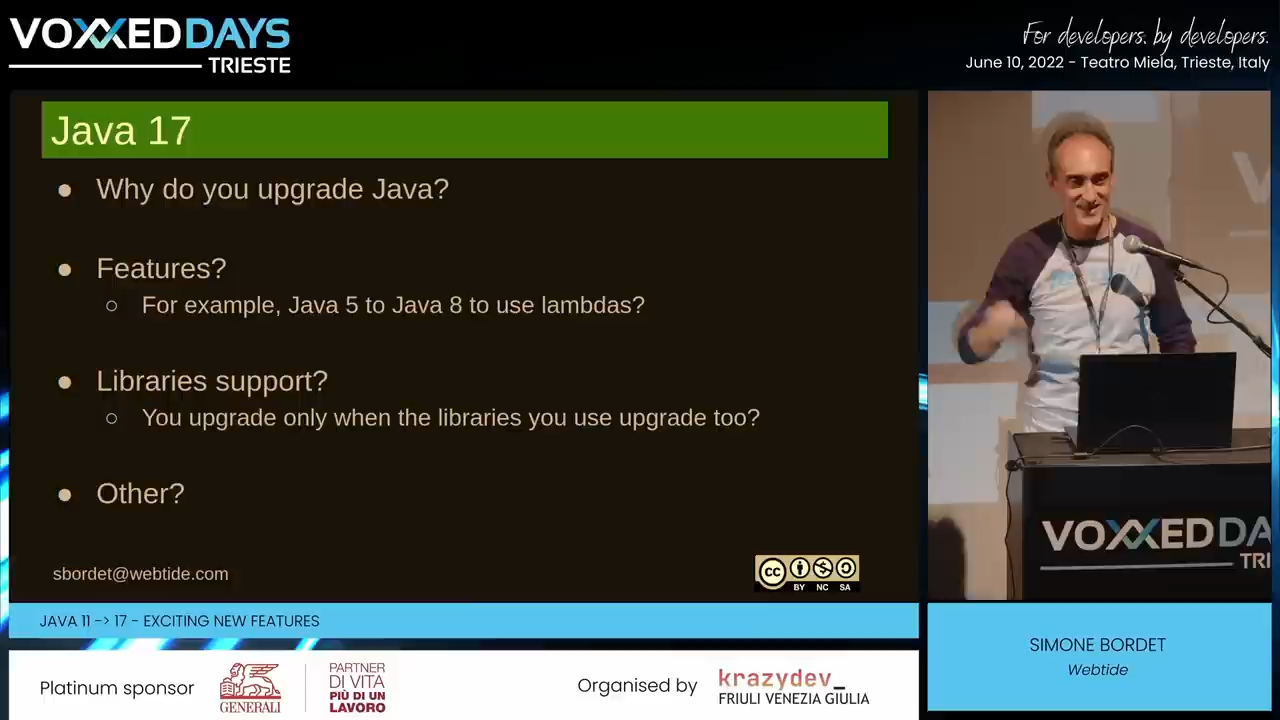 VOXXEDDAYS
TRIESTE
For developers, by developers.
June 10, 2022 - Teatro Miela, Trieste, Italy
Java 17
● Why do you upgrade Java?
● Features?
○ For example, Java 5 to Java 8 to use lambdas?
● Libraries support?
○ You upgrade only when the libraries you use upgrade too?
● Other?
sbordet@webtide.com
cc
BY NC SA
JAVA 11 -> 17 - EXCITING NEW FEATURES
VOXXEDDA
TRI
SIMONE BORDET
Webtide
Platinum sponsor
GENERALI
PARTNER
DI VITA
PIÙ DI UN
LAVORO
Organised by
krazydev_
FRIULI VENEZIA GIULIA